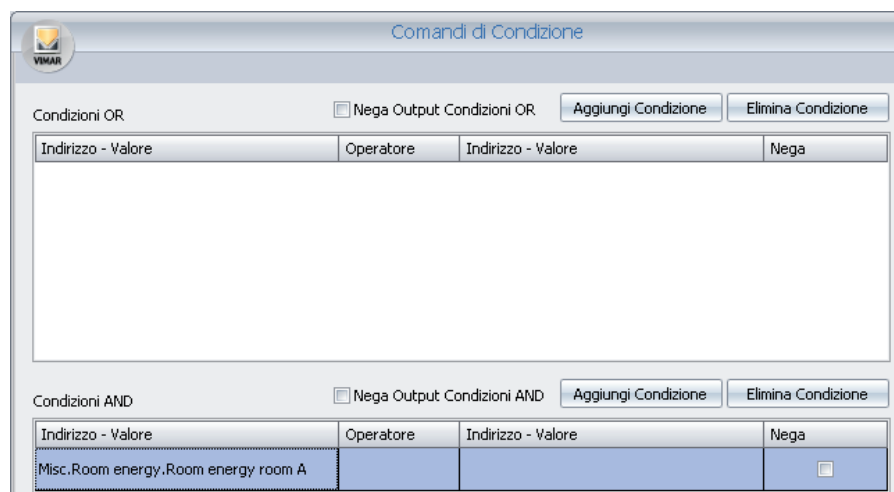 Comandi di Condizione
VIMAR
Condizioni OR
Nega Output Condizioni OR
Aggiungi Condizione
Elimina Condizione
Indirizzo - Valore
Operatore
Indirizzo - Valore
Nega
Condizioni AND
Nega Output Condizioni AND
Aggiungi Condizione
Elimina Condizione
Indirizzo - Valore
Operatore
Indirizzo - Valore
Nega
Misc.Room energy.Room energy room A